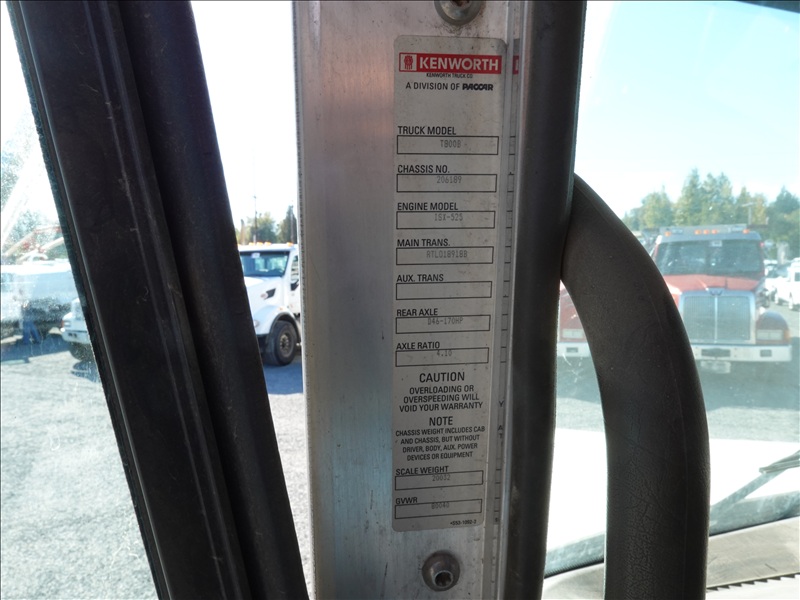 KENWORTH
KENWORTH TRUCK CO
A DIVISION OF PACCAR
TRUCK MODEL
T800B
CHASSIS NO.
206189
ENGINE MODEL
ISX-525
MAIN TRANS.
RTLO18918B
AUX. TRANS
REAR AXLE
D46-170HP
AXLE RATIO
4.10
CAUTION
OVERLOADING OR
OVERSPEEDING WILL
VOID YOUR WARRANTY
NOTE
CHASSIS WEIGHT INCLUDES CAB
AND CHASSIS, BUT WITHOUT
DRIVER, BODY, AUX. POWER
DEVICES OR EQUIPMENT
SCALE WEIGHT
20032
GVWR